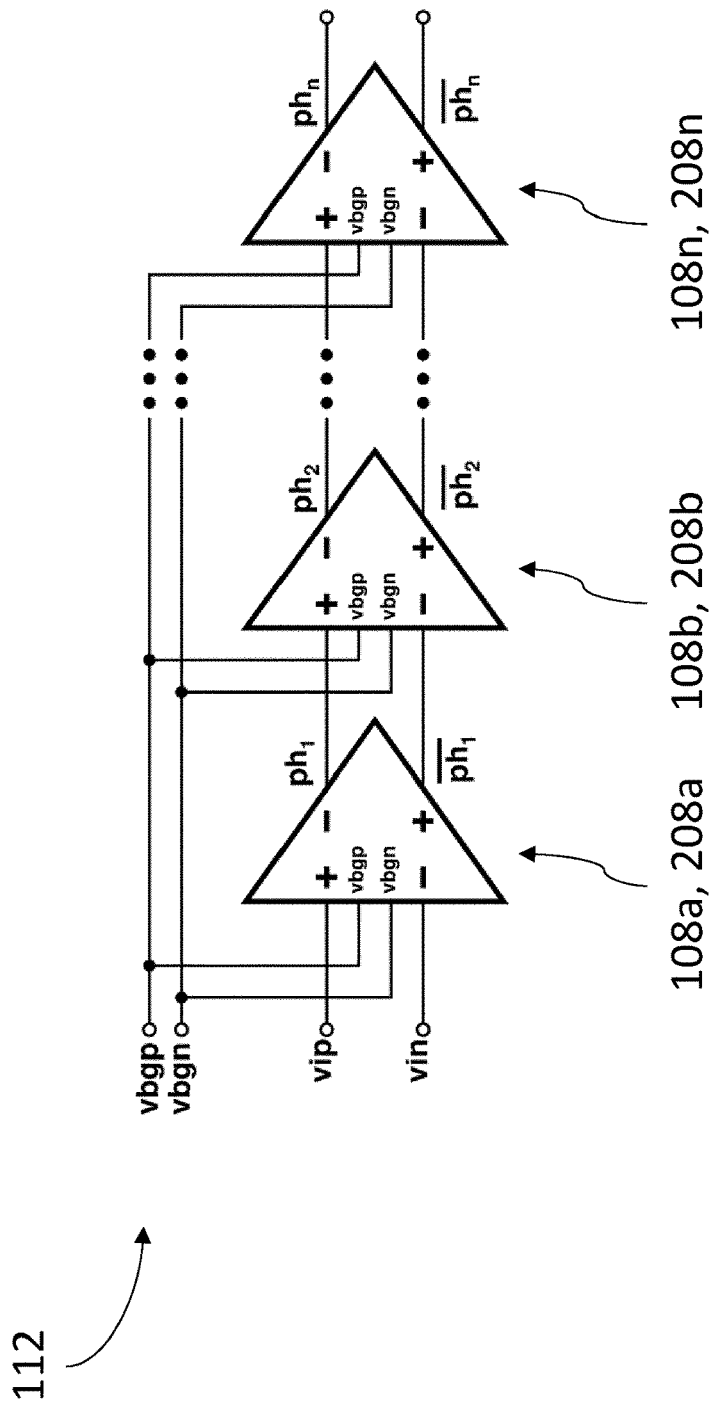 112
vbgp
vbgn
vip
vin
+ −
vbgp
vbgn
− +
ph1
ph1
108a, 208a
+ −
vbgp
vbgn
− +
ph2
ph2
108b, 208b
+ −
vbgp
vbgn
− +
phn
phn
108n, 208n